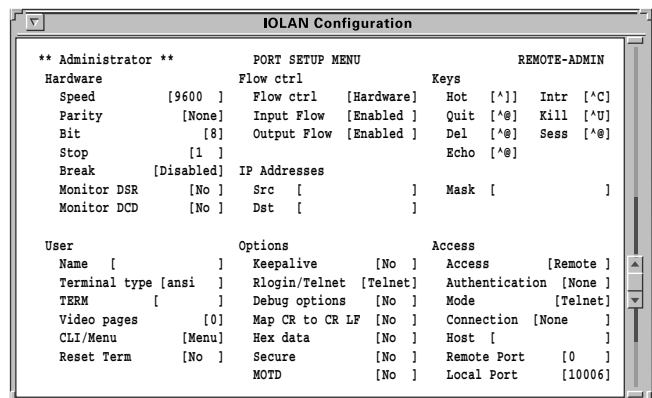 IOLAN Configuration
** Administrator ** PORT SETUP MENU REMOTE-ADMIN
Hardware Flow ctrl Keys
Speed [9600 ] Flow ctrl [Hardware] Hot [^]] Intr [^C]
Parity [None] Input Flow [Enabled ] Quit [^@] Kill [^U]
Bit [8] Output Flow [Enabled ] Del [^@] Sess [^@]
Stop [1 ] Echo [^@]
Break [Disabled] IP Addresses
Monitor DSR [No ] Src [ ] Mask [ ]
Monitor DCD [No ] Dst [ ]
User Options Access
Name [ ] Keepalive [No ] Access [Remote ]
Terminal type [ansi ] Rlogin/Telnet [Telnet] Authentication [None ]
TERM [ ] Debug options [No ] Mode [Telnet]
Video pages [0] Map CR to CR LF [No ] Connection [None ]
CLI/Menu [Menu] Hex data [No ] Host [ ]
Reset Term [No ] Secure [No ] Remote Port [0 ]
MOTD [No ] Local Port [10006]